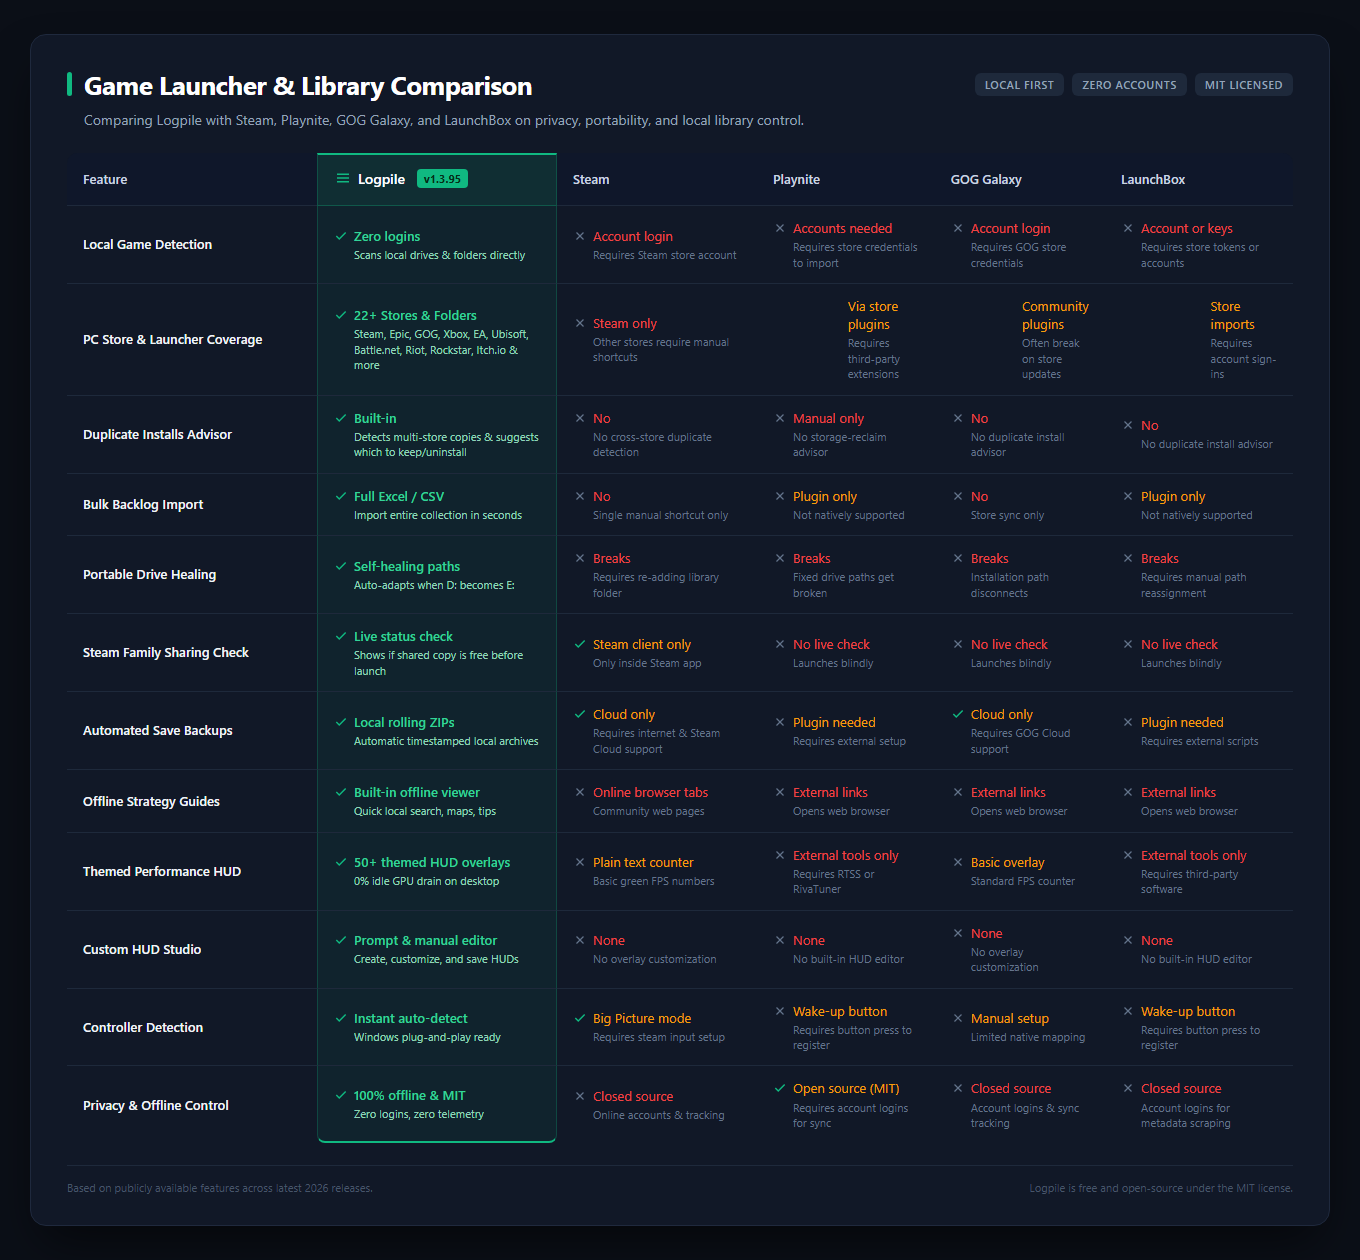 Game Launcher & Library Comparison
LOCAL FIRST
ZERO ACCOUNTS
MIT LICENSED
Comparing Logpile with Steam, Playnite, GOG Galaxy, and LaunchBox on privacy, portability, and local library control.
Feature
Logpile
v1.3.95
Steam
Playnite
GOG Galaxy
LaunchBox
Local Game Detection
Zero logins
Scans local drives & folders directly
Account login
Requires Steam store account
Accounts needed
Requires store credentials
to import
Account login
Requires GOG store
credentials
Account or keys
Requires store tokens or
accounts
PC Store & Launcher Coverage
22+ Stores & Folders
Steam, Epic, GOG, Xbox, EA, Ubisoft,
Battle.net, Riot, Rockstar, Itch.io &
more
Steam only
Other stores require manual
shortcuts
Via store
plugins
Requires
third-party
extensions
Community
plugins
Often break
on store
updates
Store
imports
Requires
account sign-
ins
Duplicate Installs Advisor
Built-in
Detects multi-store copies & suggests
which to keep/uninstall
No
No cross-store duplicate
detection
Manual only
No storage-reclaim
advisor
No
No duplicate install
advisor
No
No duplicate install advisor
Bulk Backlog Import
Full Excel / CSV
Import entire collection in seconds
No
Single manual shortcut only
Plugin only
Not natively supported
No
Store sync only
Plugin only
Not natively supported
Portable Drive Healing
Self-healing paths
Auto-adapts when D: becomes E:
Breaks
Requires re-adding library
folder
Breaks
Fixed drive paths get
broken
Breaks
Installation path
disconnects
Breaks
Requires manual path
reassignment
Steam Family Sharing Check
Live status check
Shows if shared copy is free before
launch
Steam client only
Only inside Steam app
No live check
Launches blindly
No live check
Launches blindly
No live check
Launches blindly
Automated Save Backups
Local rolling ZIPs
Automatic timestamped local archives
Cloud only
Requires internet & Steam
Cloud support
Plugin needed
Requires external setup
Cloud only
Requires GOG Cloud
support
Plugin needed
Requires external scripts
Offline Strategy Guides
Built-in offline viewer
Quick local search, maps, tips
Online browser tabs
Community web pages
External links
Opens web browser
External links
Opens web browser
External links
Opens web browser
Themed Performance HUD
50+ themed HUD overlays
0% idle GPU drain on desktop
Plain text counter
Basic green FPS numbers
External tools only
Requires RTSS or
RivaTuner
Basic overlay
Standard FPS counter
External tools only
Requires third-party
software
Custom HUD Studio
Prompt & manual editor
Create, customize, and save HUDs
None
No overlay customization
None
No built-in HUD editor
None
No overlay
customization
None
No built-in HUD editor
Controller Detection
Instant auto-detect
Windows plug-and-play ready
Big Picture mode
Requires steam input setup
Wake-up button
Requires button press to
register
Manual setup
Limited native mapping
Wake-up button
Requires button press to
register
Privacy & Offline Control
100% offline & MIT
Zero logins, zero telemetry
Closed source
Online accounts & tracking
Open source (MIT)
Requires account logins
for sync
Closed source
Account logins & sync
tracking
Closed source
Account logins for
metadata scraping
Based on publicly available features across latest 2026 releases.
Logpile is free and open-source under the MIT license.